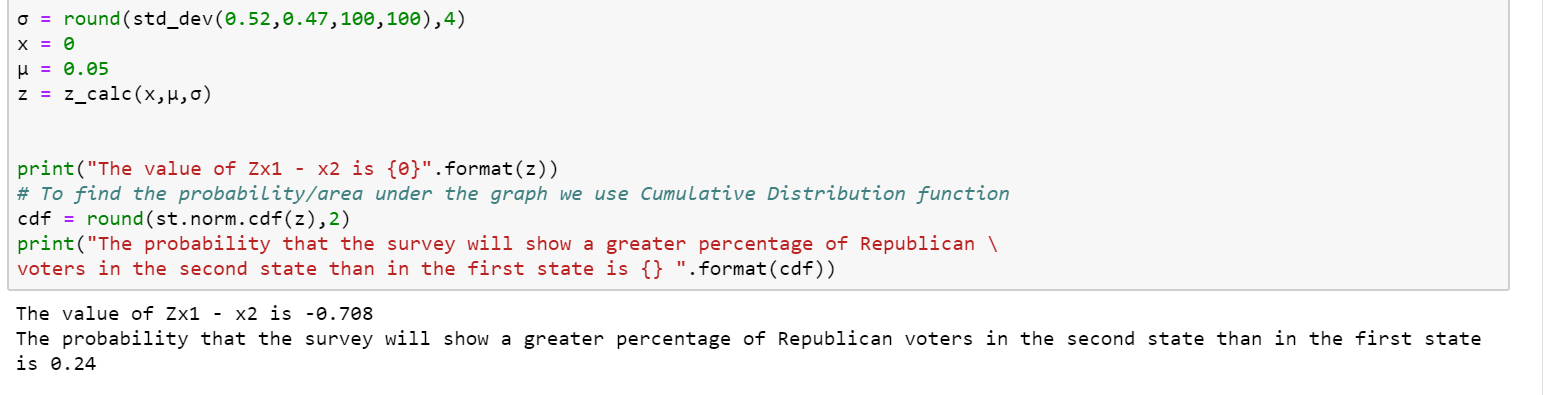 σ = round(std_dev(0.52,0.47,100,100),4)
x = 0
μ = 0.05
z = z_calc(x,μ,σ)
print("The value of Zx1 - x2 is {0}".format(z))
# To find the probability/area under the graph we use Cumulative Distribution function
cdf = round(st.norm.cdf(z),2)
print("The probability that the survey will show a greater percentage of Republican \
voters in the second state than in the first state is {} ".format(cdf))
The value of Zx1 - x2 is -0.708
The probability that the survey will show a greater percentage of Republican voters in the second state than in the first state
is 0.24